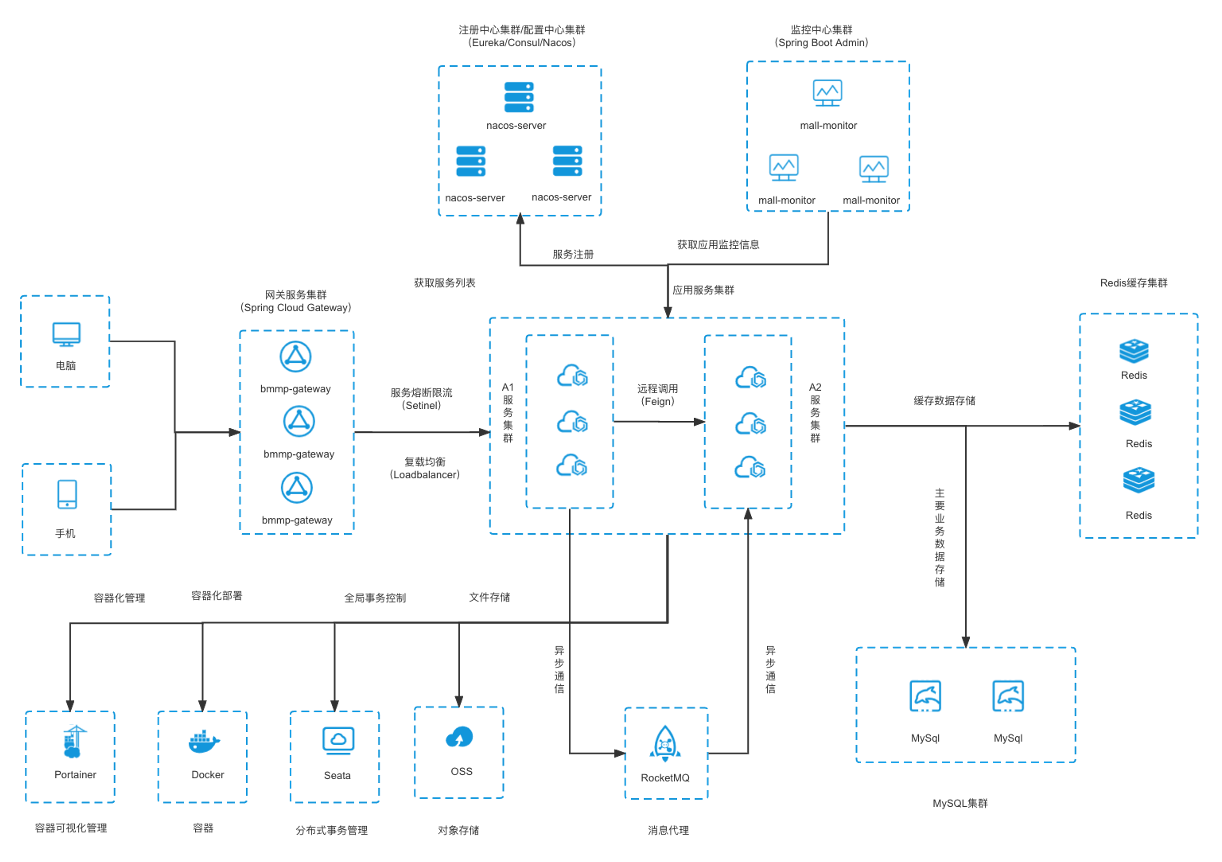 注册中心集群/配置中心集群
(Eureka/Consul/Nacos)
监控中心集群
(Spring Boot Admin)
nacos-server
nacos-server
nacos-server
mall-monitor
mall-monitor
mall-monitor
服务注册
获取应用监控信息
获取服务列表
应用服务集群
网关服务集群
(Spring Cloud Gateway)
Redis缓存集群
电脑
手机
bmmp-gateway
bmmp-gateway
bmmp-gateway
服务熔断限流
(Setinel)
复载均衡
(Loadbalancer)
A1
服
务
集
群
远程调用
(Feign)
A2
服
务
集
群
缓存数据存储
Redis
Redis
Redis
主
要
业
务
数
据
存
储
容器化管理
容器化部署
全局事务控制
文件存储
异
步
通
信
异
步
通
信
Portainer
Docker
Seata
OSS
RocketMQ
MySql
MySql
容器可视化管理
容器
分布式事务管理
对象存储
消息代理
MySQL集群